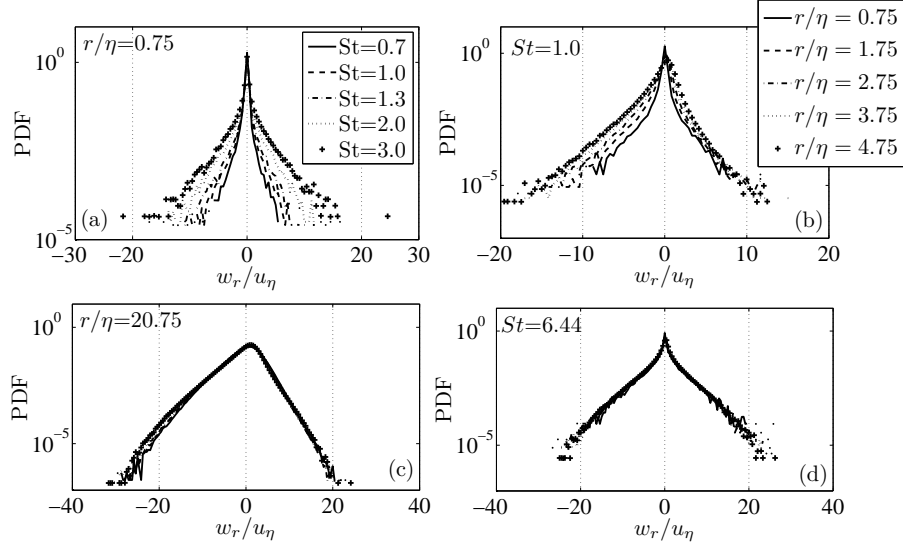 r/η=0.75
St=0.7
St=1.0
St=1.3
St=2.0
St=3.0
(a)
PDF
10^0
10^−5
−30 −20 −10 0 10 20 30
w_r/u_η
St=1.0
r/η = 0.75
r/η = 1.75
r/η = 2.75
r/η = 3.75
r/η = 4.75
(b)
PDF
10^0
10^−5
−20 −10 0 10 20
w_r/u_η
r/η=20.75
(c)
PDF
10^0
10^−5
−40 −20 0 20 40
w_r/u_η
St=6.44
(d)
PDF
10^0
10^−5
−40 −20 0 20 40
w_r/u_η